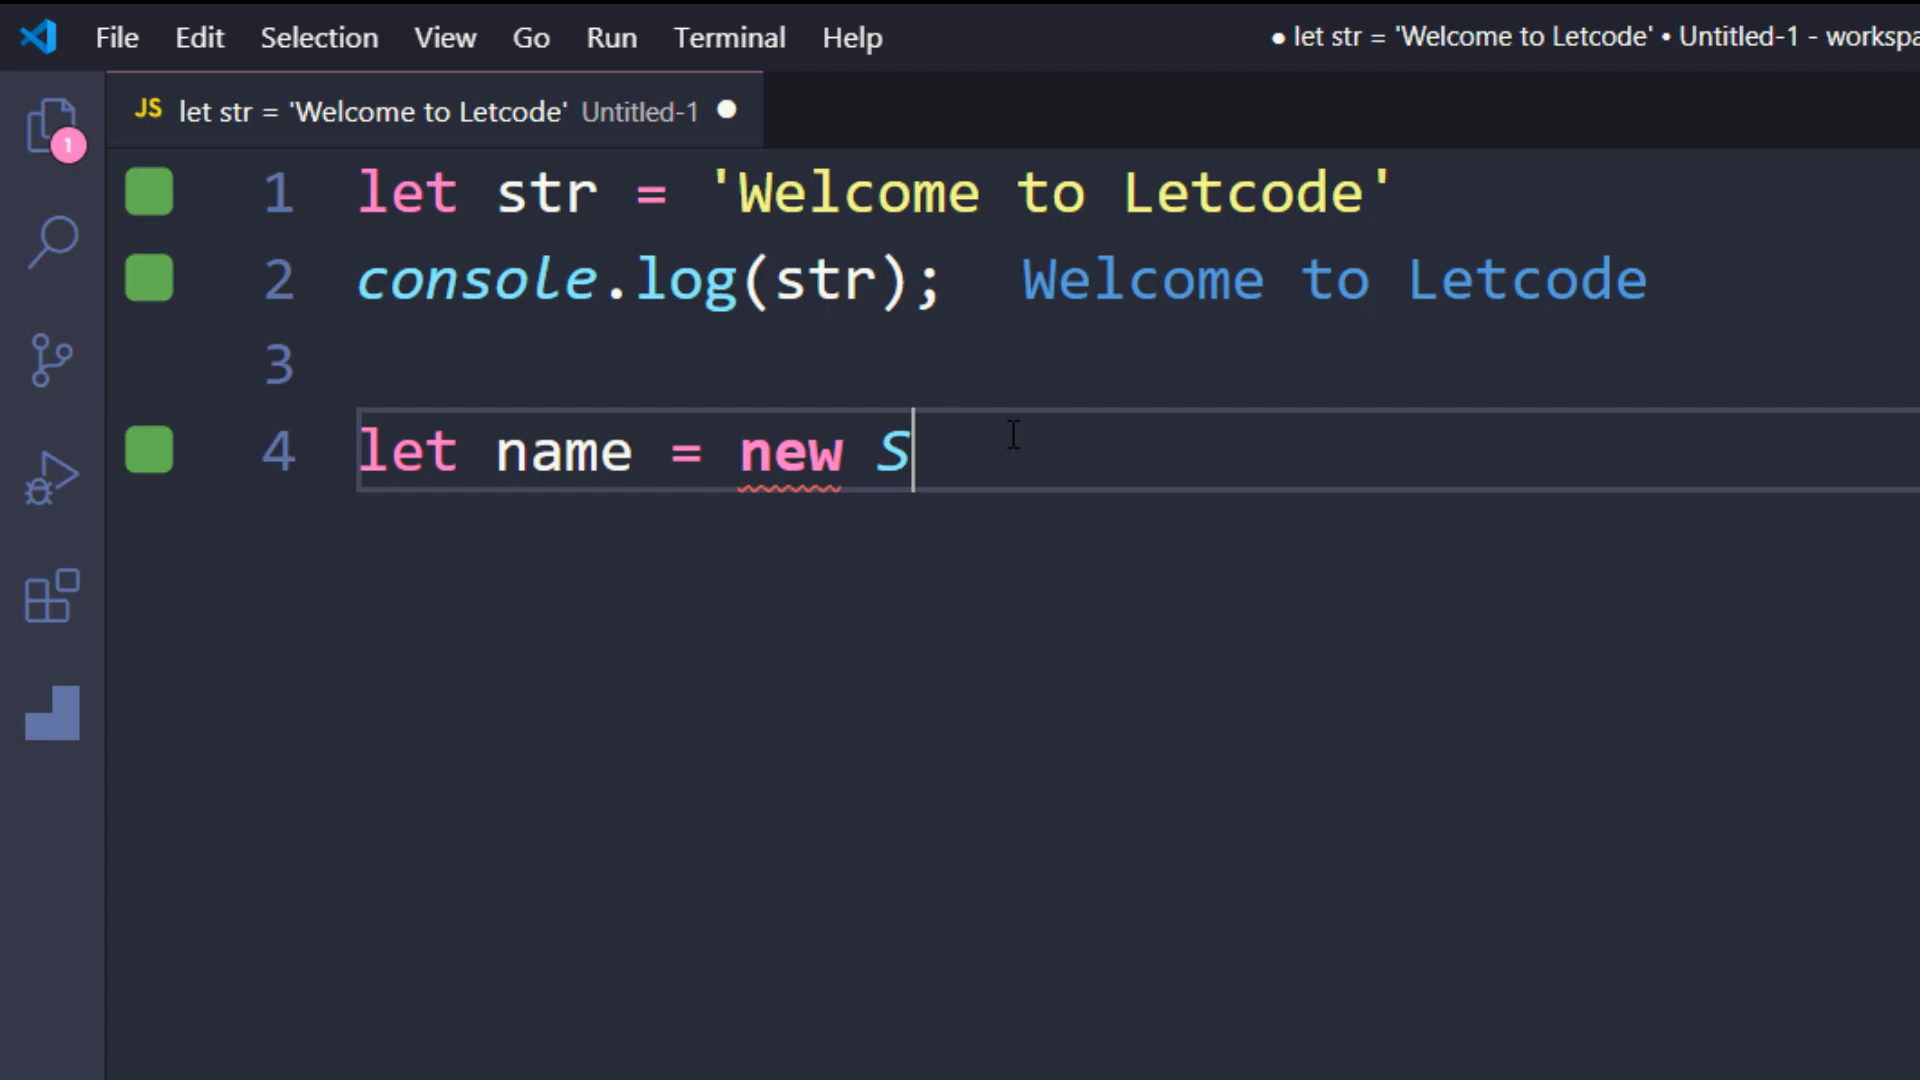 File Edit Selection View Go Run Terminal Help ● let str = 'Welcome to Letcode' • Untitled-1 - workspa
JS let str = 'Welcome to Letcode' Untitled-1 ●
1
1 let str = 'Welcome to Letcode'
2 console.log(str); Welcome to Letcode
3
4 let name = new S